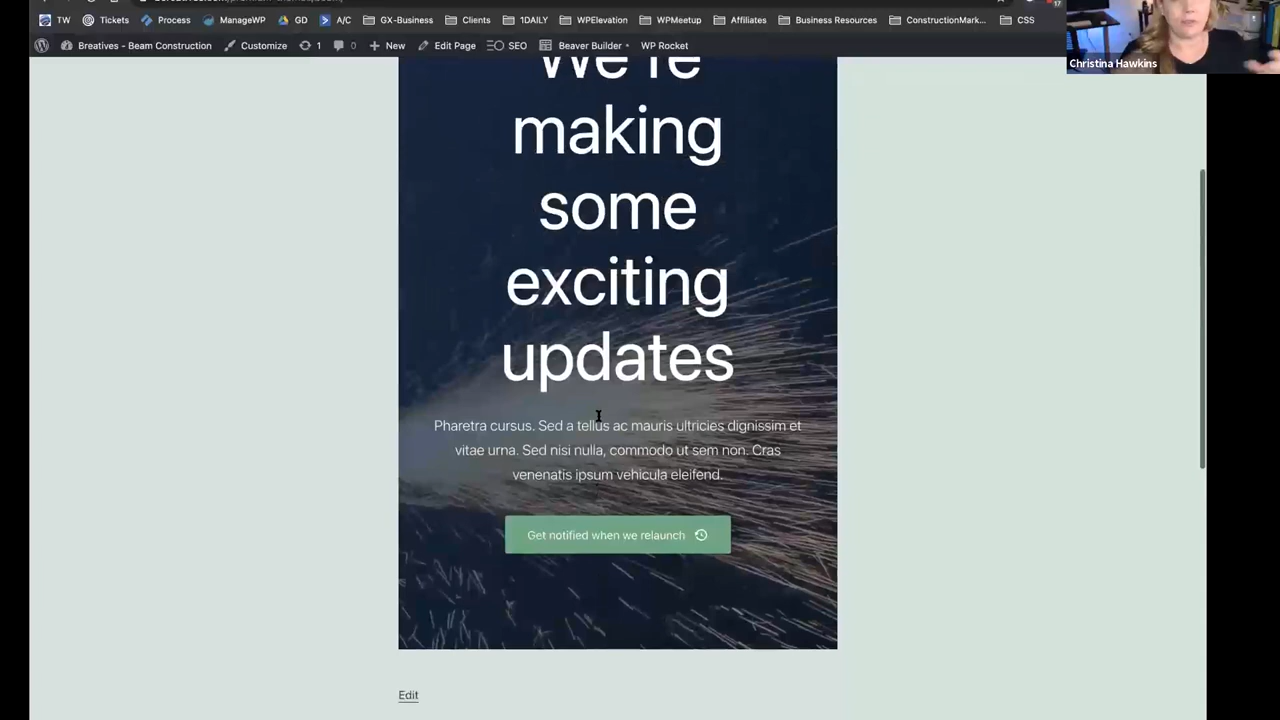 TW Tickets Process ManageWP GD A/C GX-Business Clients 1DAILY WPElevation WPMeetup Affiliates Business Resources ConstructionMark... CSS
17
Breatives - Beam Construction Customize 1 0 New Edit Page SEO Beaver Builder WP Rocket
Christina Hawkins
We're
making
some
exciting
updates
Pharetra cursus. Sed a tellus ac mauris ultricies dignissim et
vitae urna. Sed nisi nulla, commodo ut sem non. Cras
venenatis ipsum vehicula eleifend.
Get notified when we relaunch
Edit